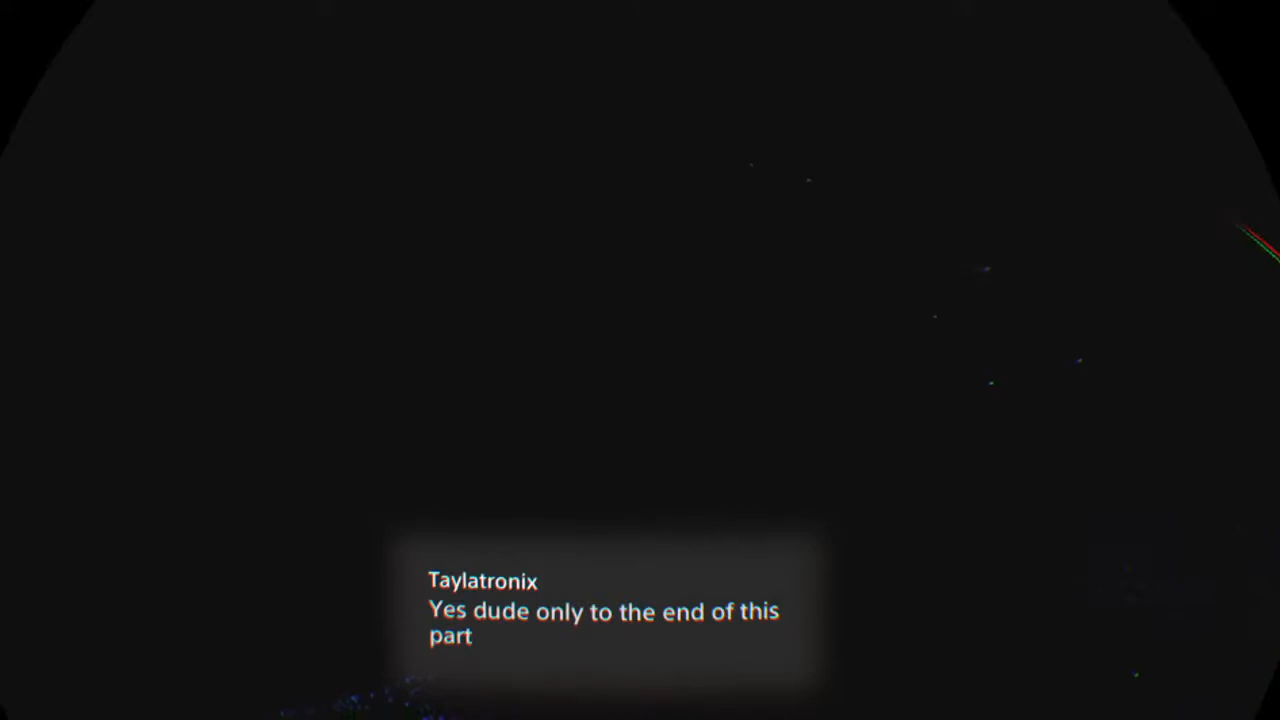 Taylatronix
Yes dude only to the end of this
part